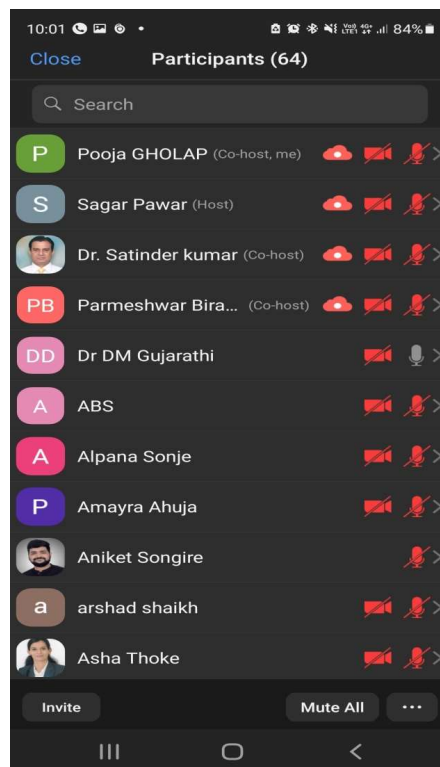 10:01 84%
Close Participants (64)
Search
P Pooja GHOLAP (Co-host, me)
S Sagar Pawar (Host)
Dr. Satinder kumar (Co-host)
PB Parmeshwar Bira... (Co-host)
DD Dr DM Gujarathi
A ABS
A Alpana Sonje
P Amayra Ahuja
Aniket Songire
a arshad shaikh
Asha Thoke
Invite Mute All ...